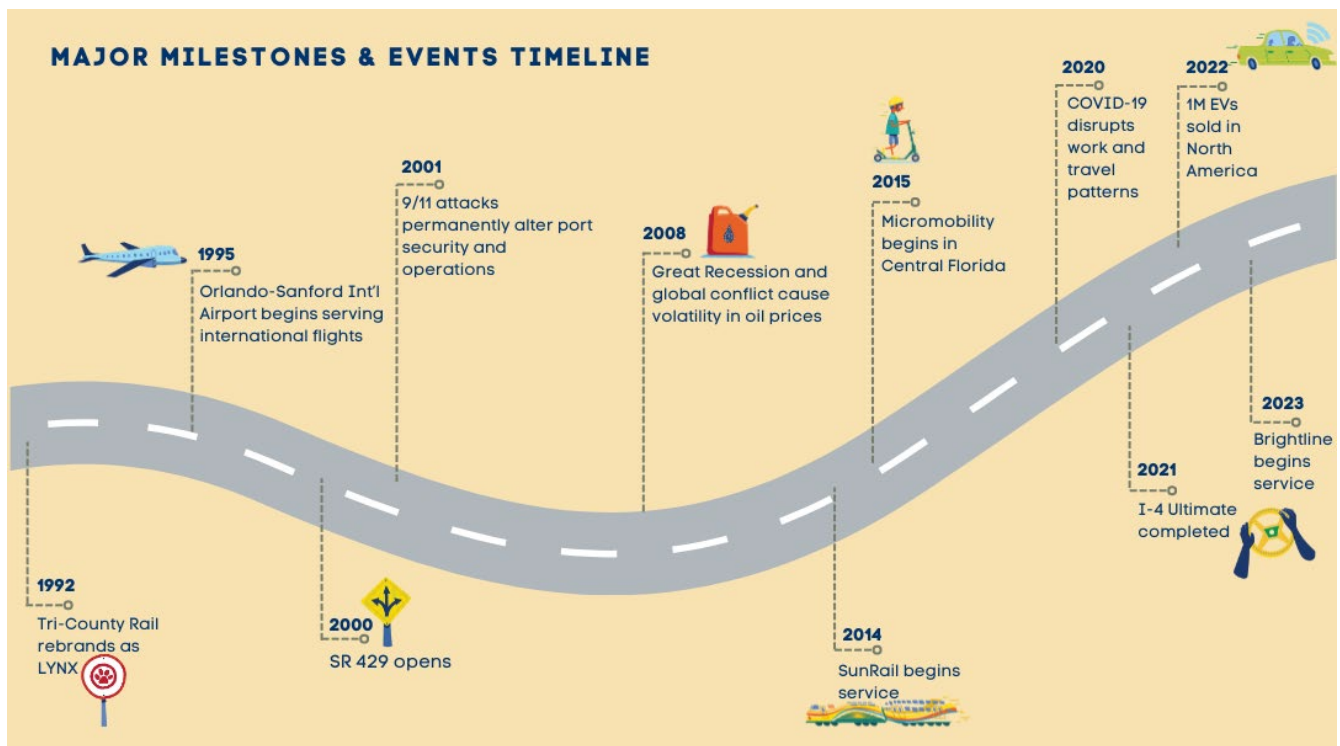 MAJOR MILESTONES & EVENTS TIMELINE
1992
Tri-County Rail
rebrands as
LYNX
1995
Orlando-Sanford Int'l
Airport begins serving
international flights
2000
SR 429 opens
2001
9/11 attacks
permanently alter port
security and
operations
2008
Great Recession and
global conflict cause
volatility in oil prices
2014
SunRail begins
service
2015
Micromobility
begins in
Central Florida
2020
COVID-19
disrupts
work and
travel
patterns
2021
I-4 Ultimate
completed
2022
1M EVs
sold in
North
America
2023
Brightline
begins
service